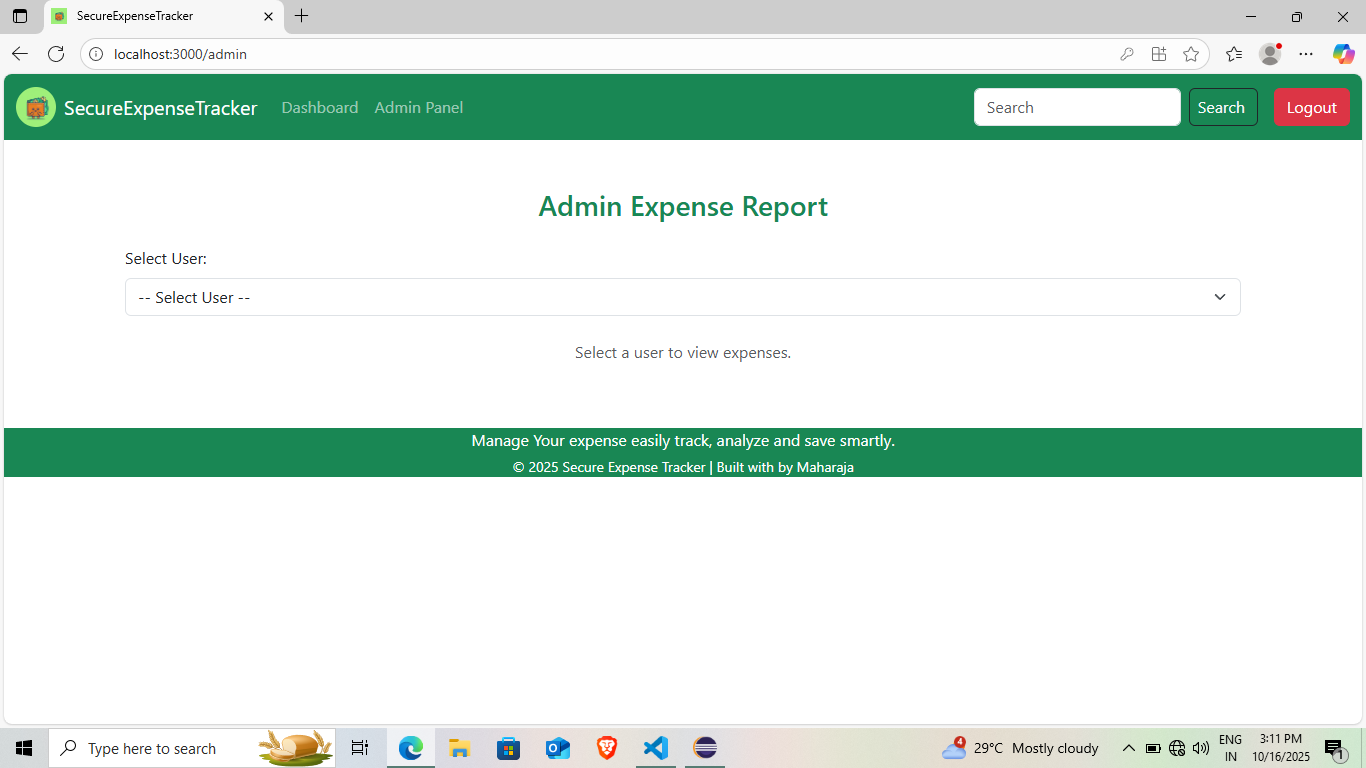 SecureExpenseTracker
localhost:3000/admin
SecureExpenseTracker Dashboard Admin Panel Search Search Logout
Admin Expense Report
Select User:
-- Select User --
Select a user to view expenses.
Manage Your expense easily track, analyze and save smartly.
© 2025 Secure Expense Tracker | Built with by Maharaja
Type here to search
4
29°C Mostly cloudy
ENG
IN
3:11 PM
10/16/2025
1